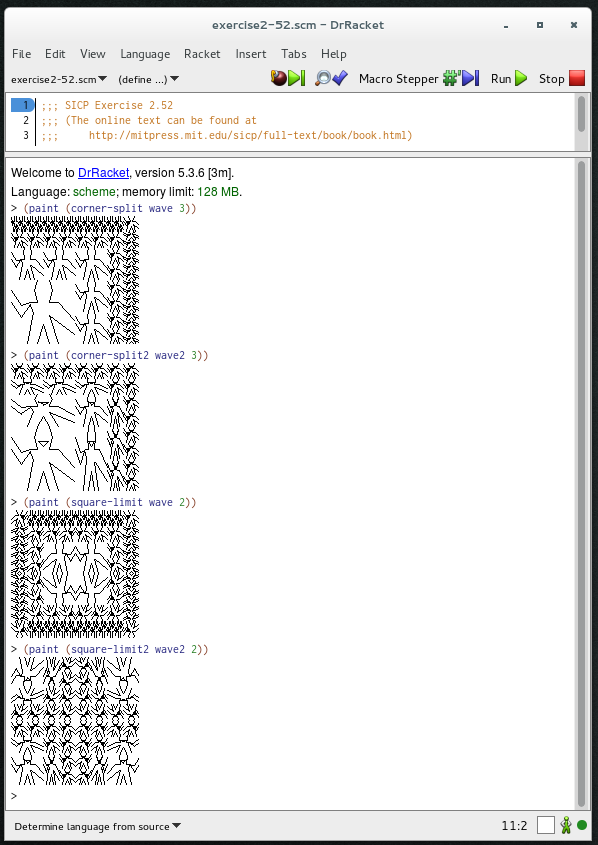 exercise2-52.scm - DrRacket
File Edit View Language Racket Insert Tabs Help
exercise2-52.scm (define ...) Macro Stepper Run Stop
1 ;;; SICP Exercise 2.52
2 ;;; (The online text can be found at
3 ;;;     http://mitpress.mit.edu/sicp/full-text/book/book.html)
Welcome to DrRacket, version 5.3.6 [3m].
Language: scheme; memory limit: 128 MB.
> (paint (corner-split wave 3))
> (paint (corner-split2 wave2 3))
> (paint (square-limit wave 2))
> (paint (square-limit2 wave2 2))
>
Determine language from source 11:2